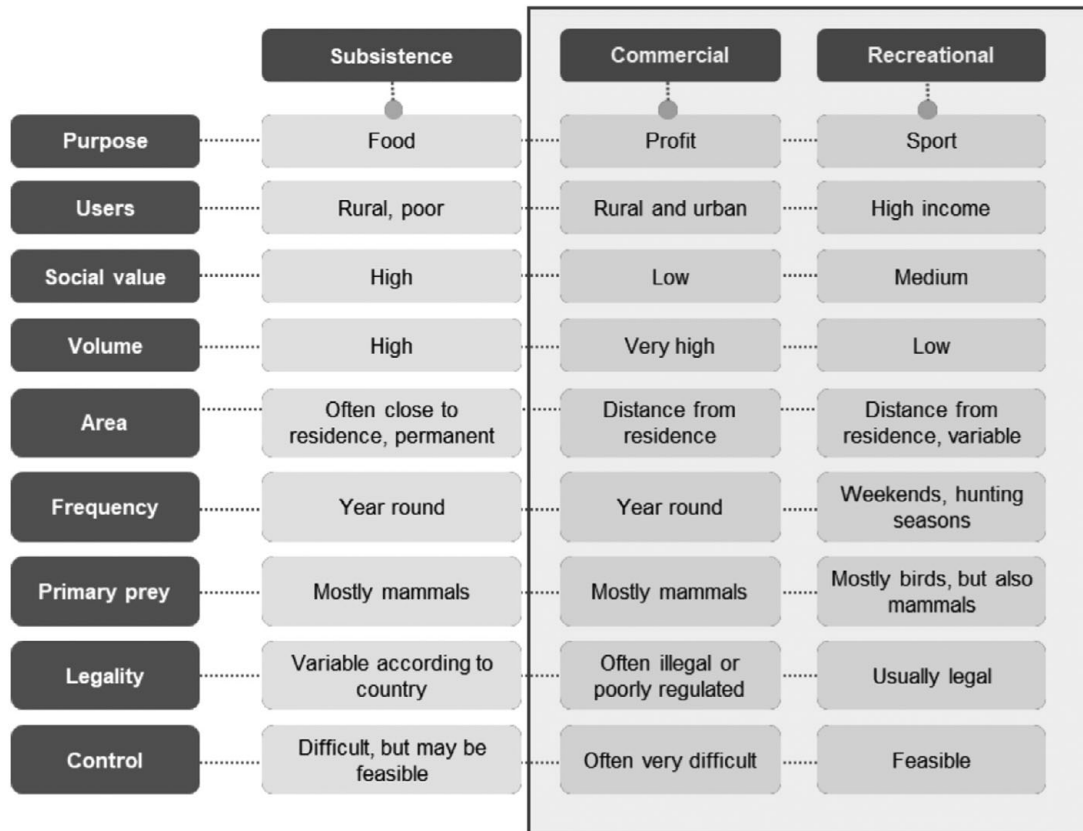 Subsistence
Commercial
Recreational
Purpose
Food
Profit
Sport
Users
Rural, poor
Rural and urban
High income
Social value
High
Low
Medium
Volume
High
Very high
Low
Area
Often close to
residence, permanent
Distance from
residence
Distance from
residence, variable
Frequency
Year round
Year round
Weekends, hunting
seasons
Primary prey
Mostly mammals
Mostly mammals
Mostly birds, but also
mammals
Legality
Variable according to
country
Often illegal or
poorly regulated
Usually legal
Control
Difficult, but may be
feasible
Often very difficult
Feasible